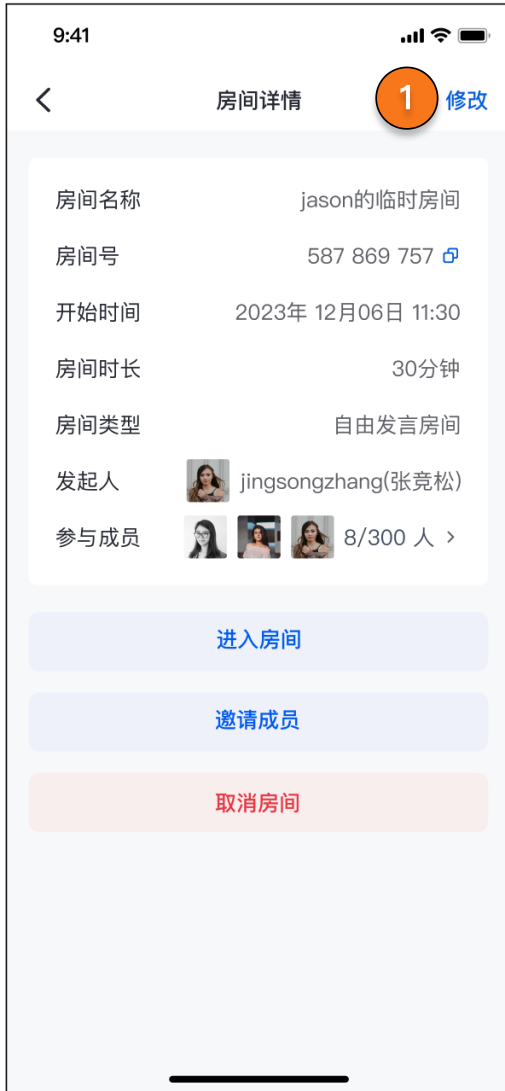 9:41
房间详情
1
修改
房间名称 jason的临时房间
房间号 587 869 757
开始时间 2023年 12月06日 11:30
房间时长 30分钟
房间类型 自由发言房间
发起人 jingsongzhang(张竞松)
参与成员 8/300 人
进入房间
邀请成员
取消房间